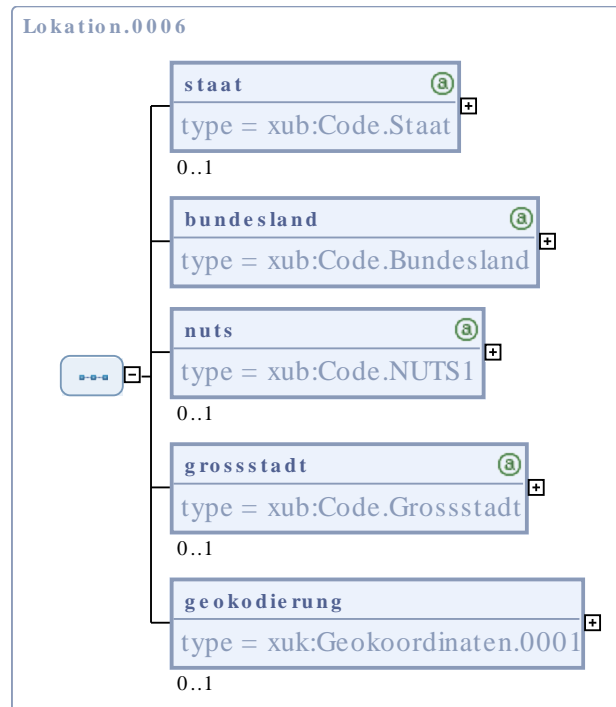 Lokation.0006
staat @
type = xub:Code.Staat
0..1
bundesland @
type = xub:Code.Bundesland
nuts @
type = xub:Code.NUTS1
0..1
grossstadt @
type = xub:Code.Grossstadt
0..1
geokodierung
type = xuk:Geokoordinaten.0001
0..1